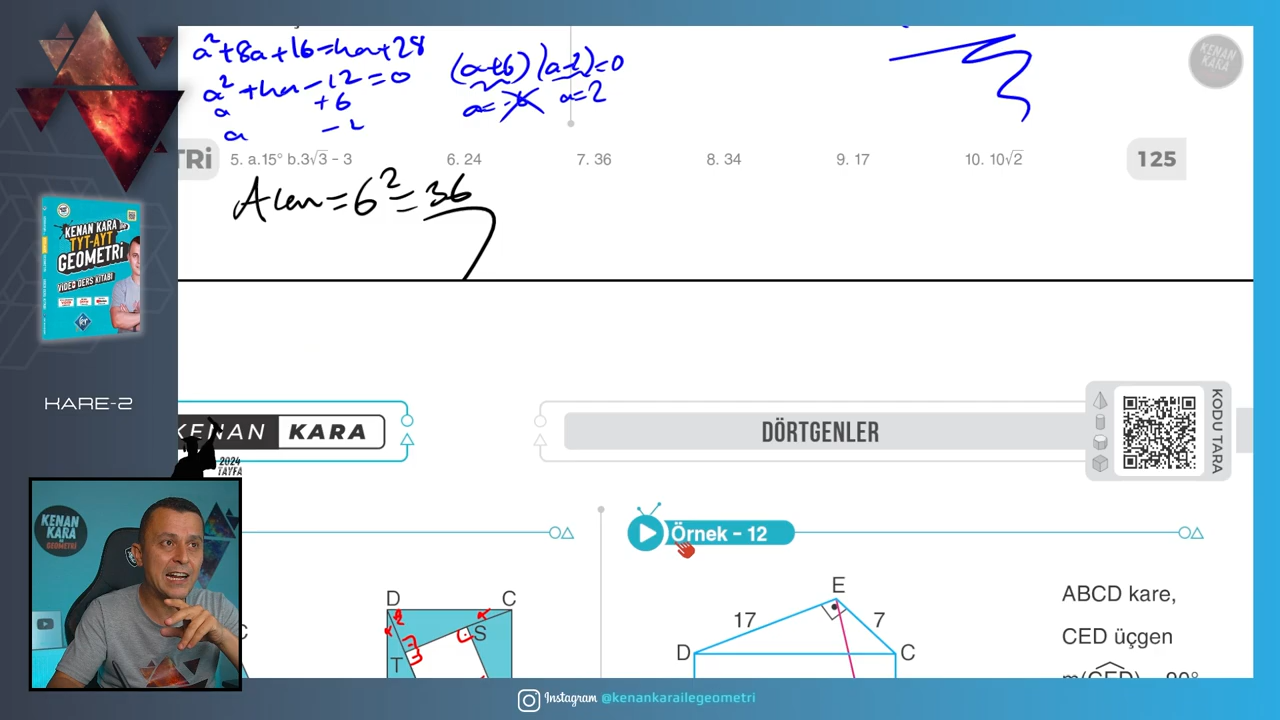 a²+8a+16=4a+28
a²+4a-12=0
a +6
a -2
(a+6) (a-2)=0
a=-6 a=2
KENAN
KARA
TRİ
5. a.15° b.3√3 - 3
6. 24
7. 36
8. 34
9. 17
10. 10√2
125
Alan=6²=36
KENAN KARA
TYT-AYT
GEOMETRİ
VİDEO DERS KİTABI
KARE-2
KENAN KARA
2024
TAYFA
DÖRTGENLER
KODU TARA
KENAN
KARA
GEOMETRİ
Örnek - 12
C
D
C
S
T
E
17
7
D
C
ABCD kare,
CED üçgen
Instagram @kenankarailegeometri